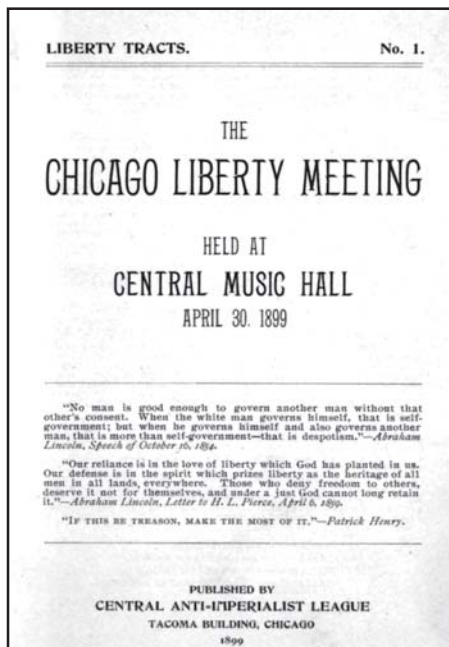 LIBERTY TRACTS. No. 1.
THE
CHICAGO LIBERTY MEETING
HELD AT
CENTRAL MUSIC HALL
APRIL 30. 1899
"No man is good enough to govern another man without that
other's consent. When the white man governs himself, that is self-
government; but when he governs himself and also governs another
man, that is more than self-government—that is despotism."—Abraham
Lincoln, Speech of October 16, 1854.
"Our reliance is in the love of liberty which God has planted in us.
Our defense is in the spirit which prizes liberty as the heritage of all
men in all lands, everywhere. Those who deny freedom to others,
deserve it not for themselves, and under a just God cannot long retain
it."—Abraham Lincoln, Letter to H. L. Pierce, April 6, 1859.
"IF THIS BE TREASON, MAKE THE MOST OF IT."—Patrick Henry.
PUBLISHED BY
CENTRAL ANTI-IMPERIALIST LEAGUE
TACOMA BUILDING, CHICAGO
1899